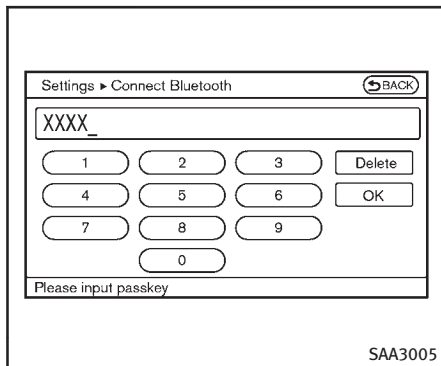 Settings ▸ Connect Bluetooth BACK
XXXX_
1 2 3 Delete
4 5 6 OK
7 8 9
0
Please input passkey
SAA3005